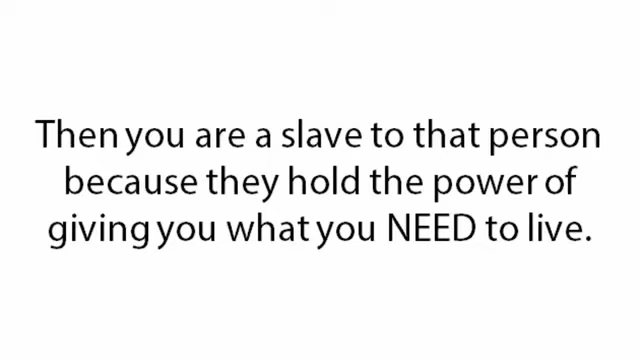 Then you are a slave to that person
because they hold the power of
giving you what you NEED to live.